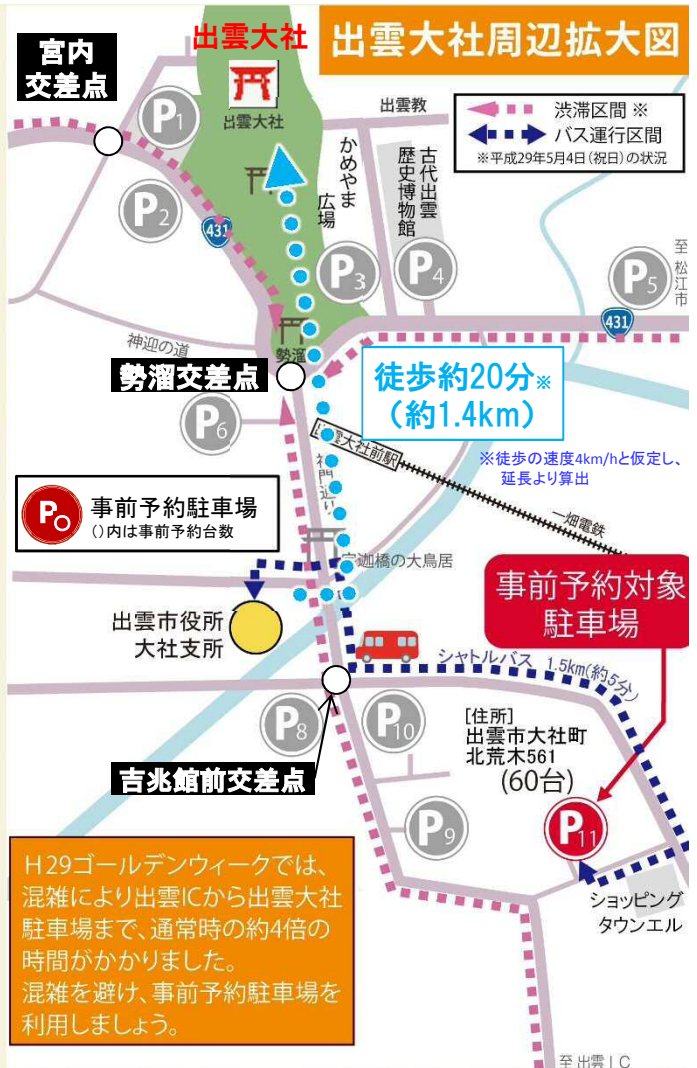 出雲大社周辺拡大図
出雲大社
宮内
交差点
出雲大社
出雲教
渋滞区間 ※
バス運行区間
※平成29年5月4日(祝日)の状況
P1
P2
431
かめやま
広場
古代出雲
歴史博物館
P3
P4
P5
至
松江市
431
神迎の道
勢溜
勢溜交差点
徒歩約20分※
(約1.4km)
※徒歩の速度4km/hと仮定し、
延長より算出
P6
出雲大社前駅
神門通り
一畑電鉄
P○
事前予約駐車場
()内は事前予約台数
宇迦橋の大鳥居
事前予約対象
駐車場
出雲市役所
大社支所
シャトルバス 1.5km(約5分)
P8
P10
[住所]
出雲市大社町
北荒木561
(60台)
吉兆館前交差点
P9
P11
H29ゴールデンウィークでは、
混雑により出雲ICから出雲大社
駐車場まで、通常時の約4倍の
時間がかかりました。
混雑を避け、事前予約駐車場を
利用しましょう。
ショッピング
タウンエル
至 出雲IC